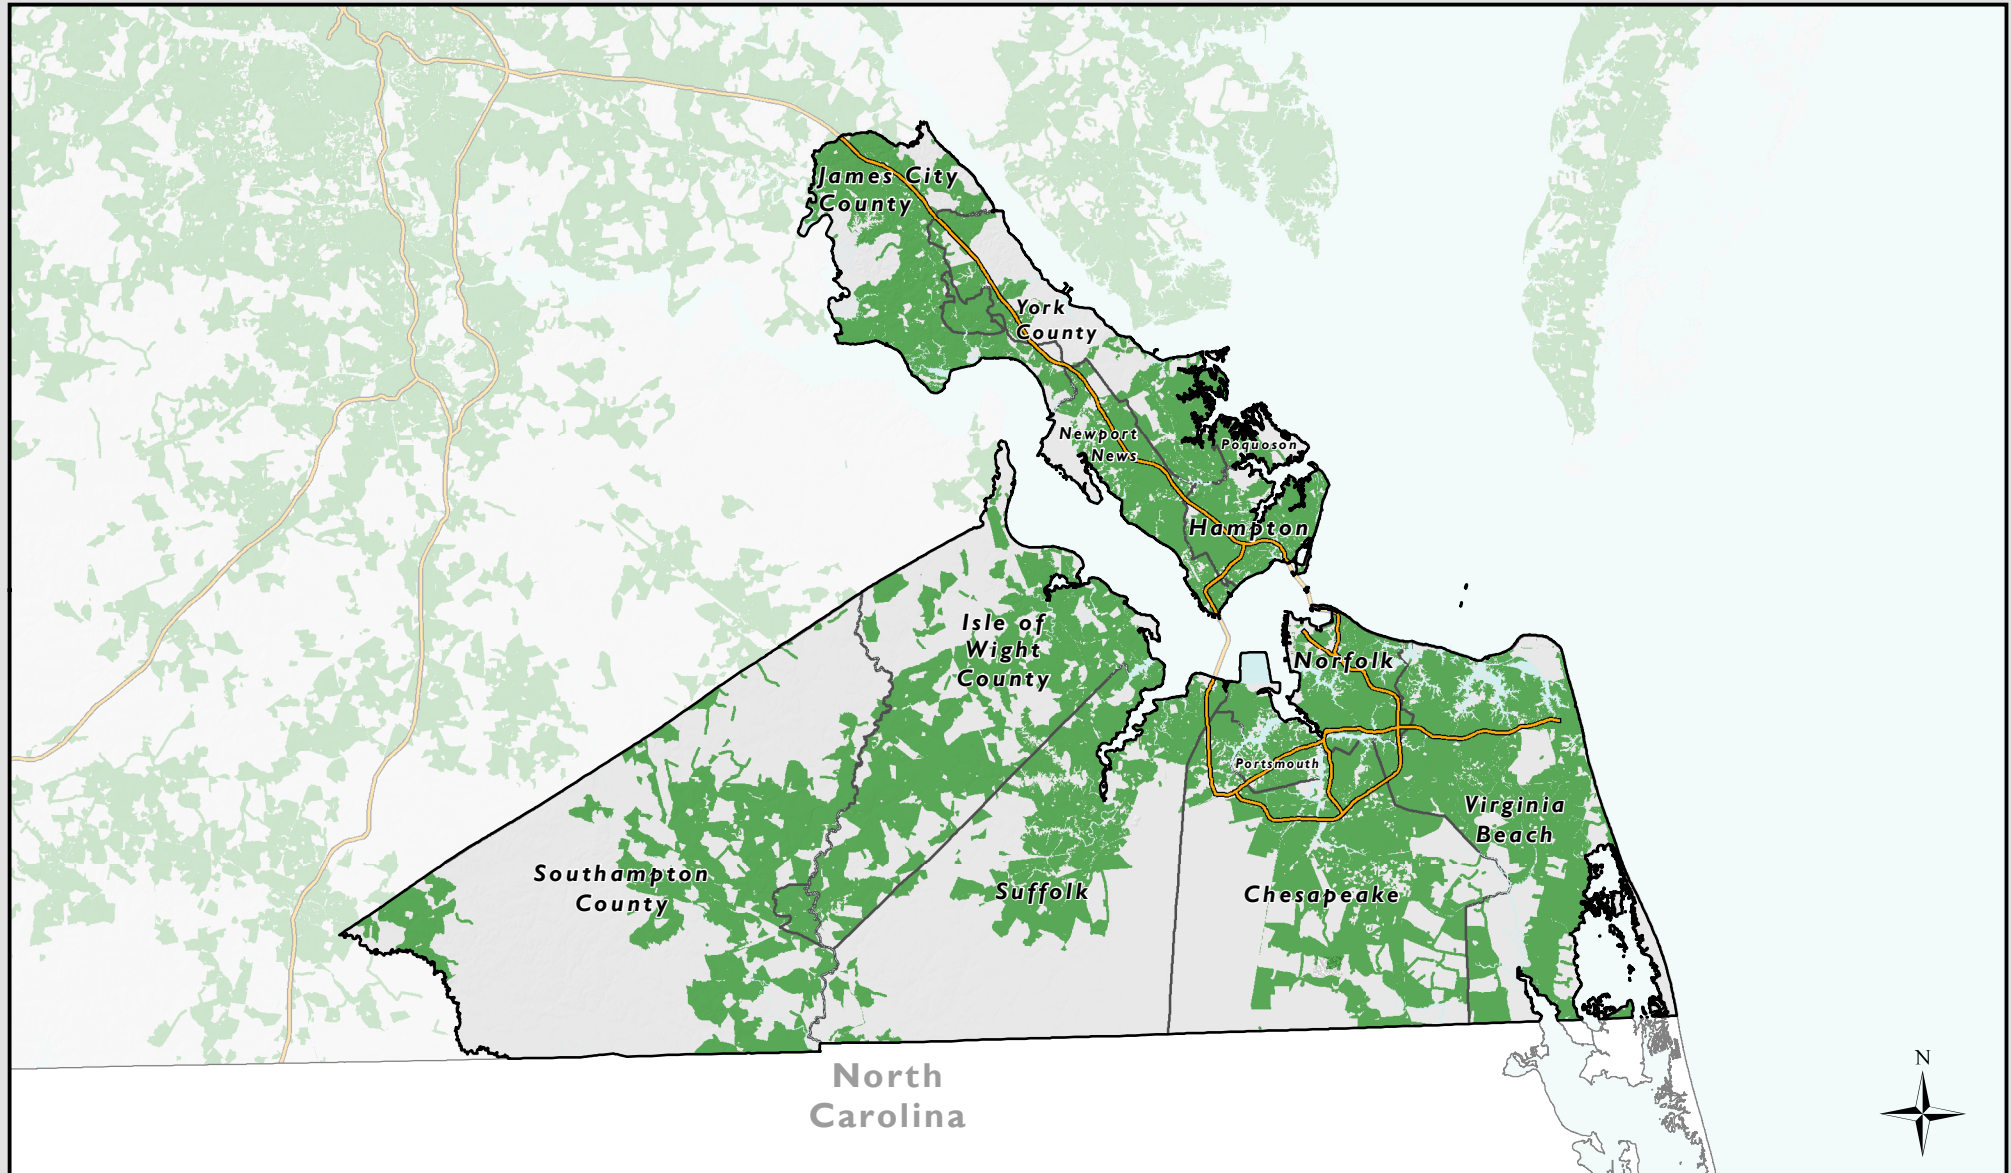 James City
County
York
County
Newport
News
Poquoson
Hampton
Isle of
Wight
County
Norfolk
Portsmouth
Virginia
Beach
Southampton
County
Suffolk
Chesapeake
North
Carolina
N